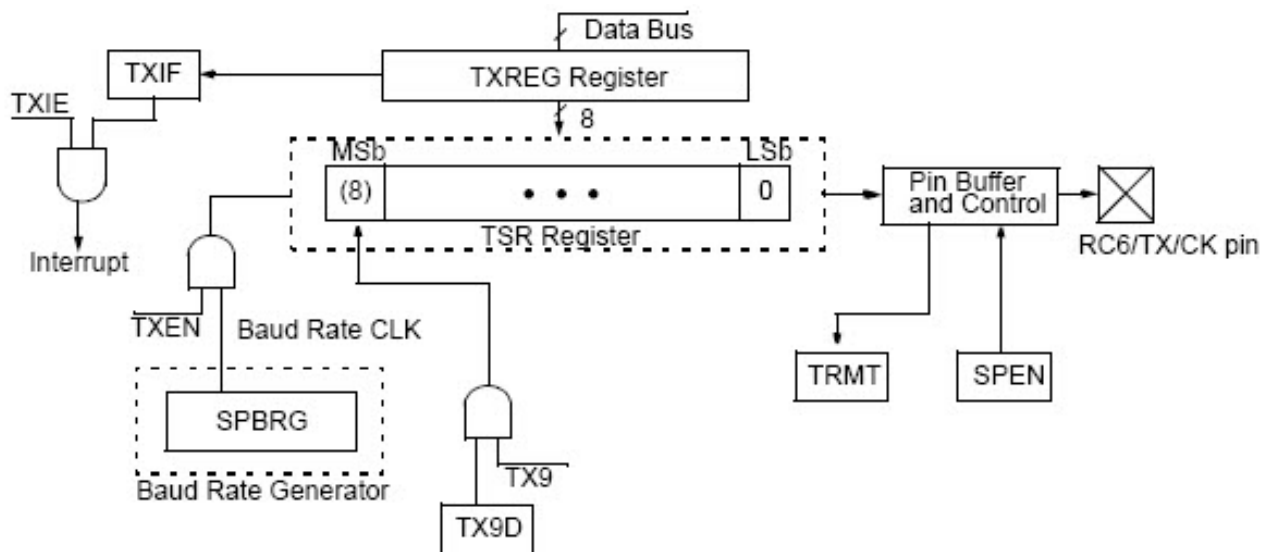 Data Bus
TXIF
TXREG Register
TXIE
8
MSb
LSb
(8)
• • •
0
Pin Buffer
and Control
TSR Register
RC6/TX/CK pin
Interrupt
TXEN
Baud Rate CLK
TRMT
SPEN
SPBRG
TX9
Baud Rate Generator
TX9D